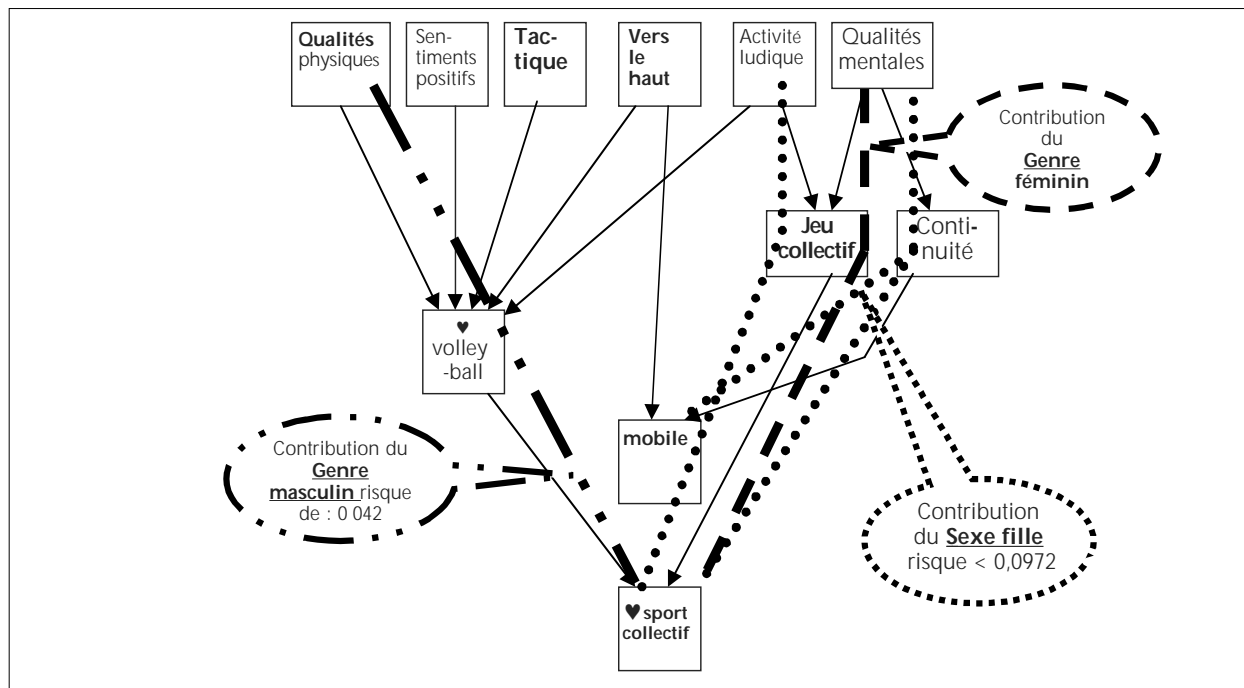 Qualités
physiques
Sen-
timents
positifs
Tac-
tique
Vers
le
haut
Activité
ludique
Qualités
mentales
Contribution
du
Genre
féminin
Jeu
collectif
Conti-
nuité
♥
volley
-ball
mobile
Contribution du
Genre
masculin risque
de : 0 042
Contribution
du Sexe fille
risque < 0,0972
♥ sport
collectif